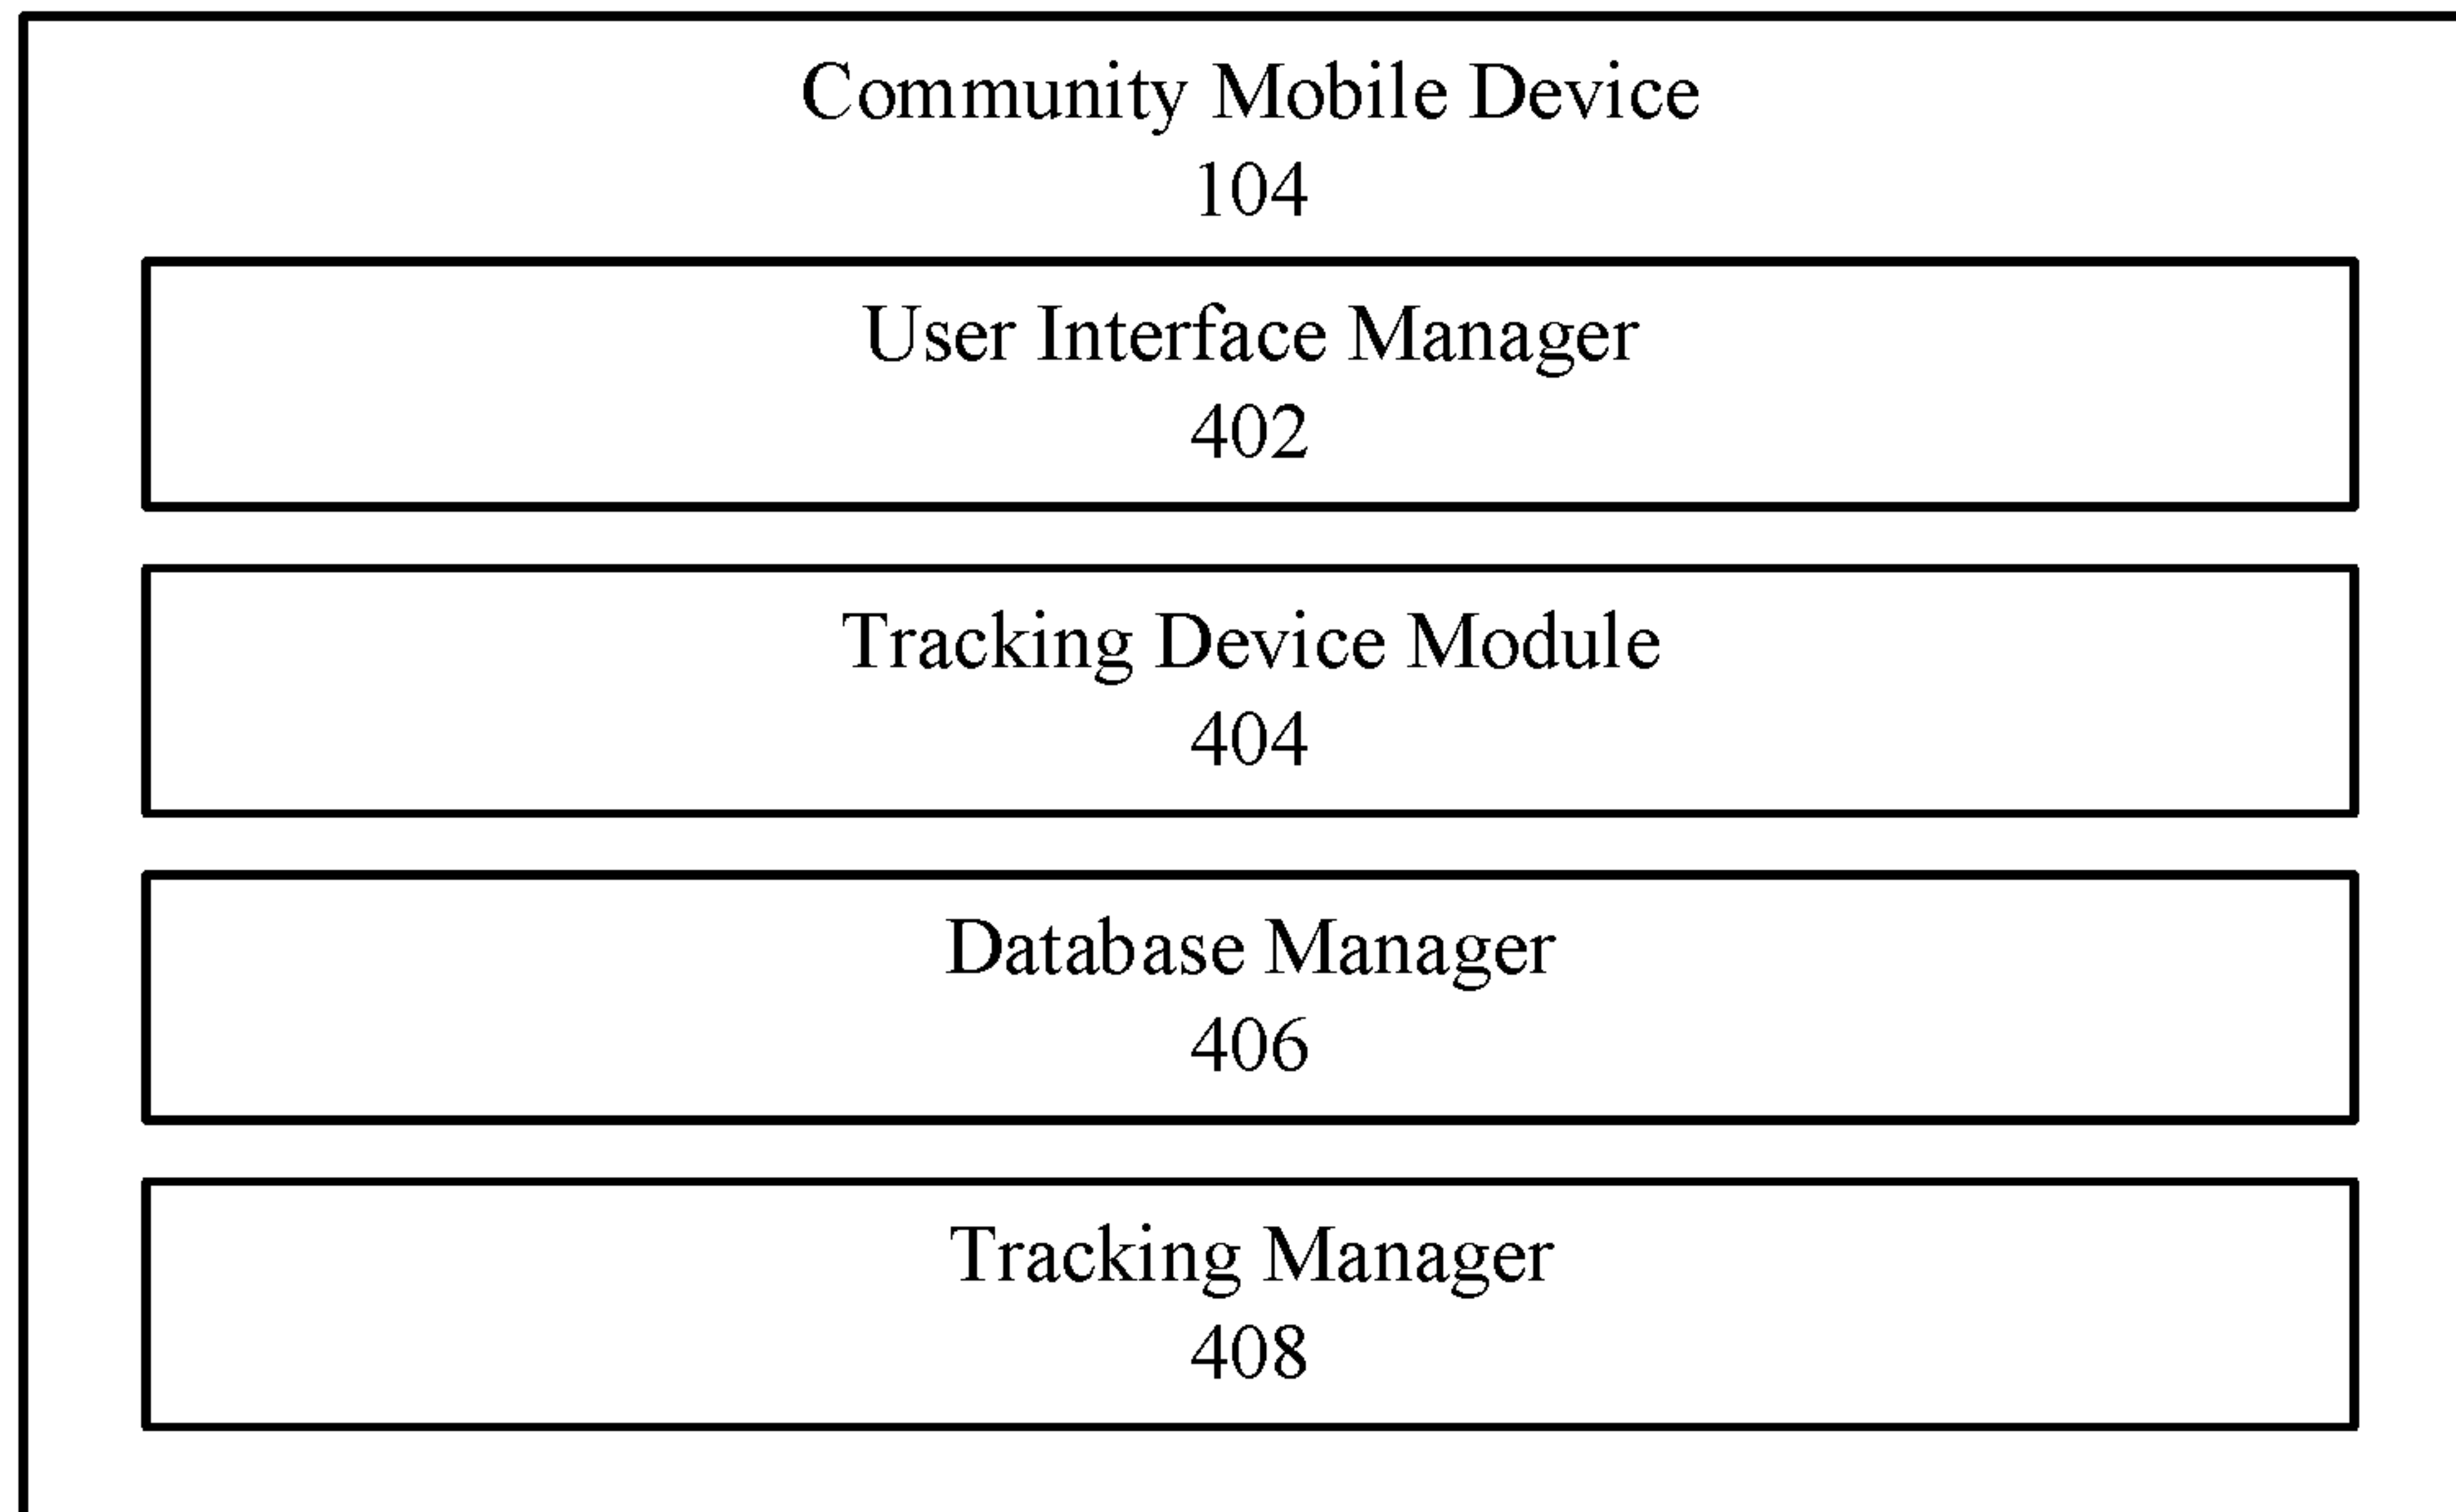 Community Mobile Device
104
User Interface Manager
402
Tracking Device Module
404
Database Manager
406
Tracking Manager
408